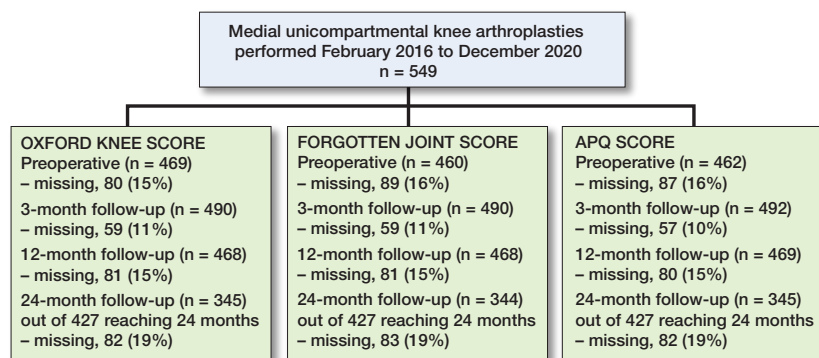 Medial unicompartmental knee arthroplasties
performed February 2016 to December 2020
n = 549
OXFORD KNEE SCORE
Preoperative (n = 469)
– missing, 80 (15%)
3-month follow-up (n = 490)
– missing, 59 (11%)
12-month follow-up (n = 468)
– missing, 81 (15%)
24-month follow-up (n = 345)
out of 427 reaching 24 months
– missing, 82 (19%)
FORGOTTEN JOINT SCORE
Preoperative (n = 460)
– missing, 89 (16%)
3-month follow-up (n = 490)
– missing, 59 (11%)
12-month follow-up (n = 468)
– missing, 81 (15%)
24-month follow-up (n = 344)
out of 427 reaching 24 months
– missing, 83 (19%)
APQ SCORE
Preoperative (n = 462)
– missing, 87 (16%)
3-month follow-up (n = 492)
– missing, 57 (10%)
12-month follow-up (n = 469)
– missing, 80 (15%)
24-month follow-up (n = 345)
out of 427 reaching 24 months
– missing, 82 (19%)